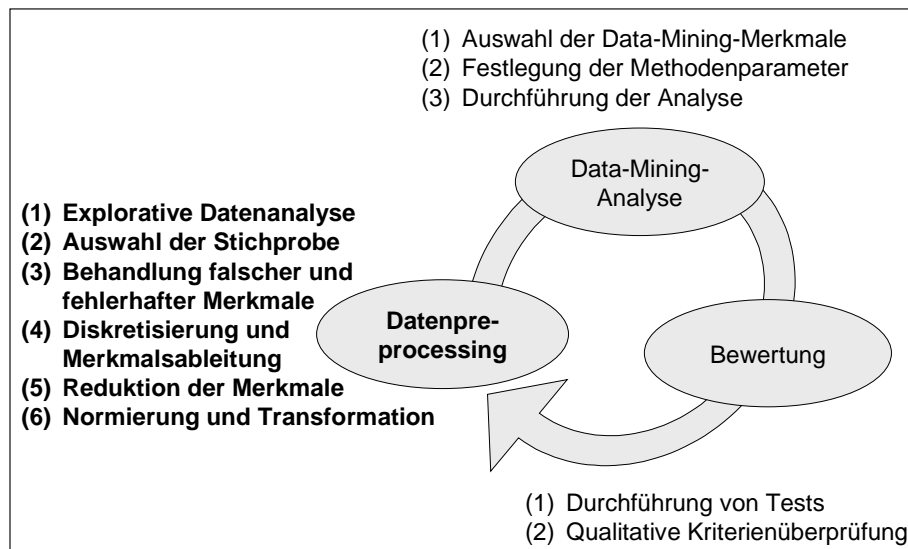 (1) Auswahl der Data-Mining-Merkmale
(2) Festlegung der Methodenparameter
(3) Durchführung der Analyse
Data-Mining-
Analyse
(1) Explorative Datenanalyse
(2) Auswahl der Stichprobe
(3) Behandlung falscher und
fehlerhafter Merkmale
(4) Diskretisierung und
Merkmalsableitung
(5) Reduktion der Merkmale
(6) Normierung und Transformation
Datenpre-
processing
Bewertung
(1) Durchführung von Tests
(2) Qualitative Kriterienüberprüfung